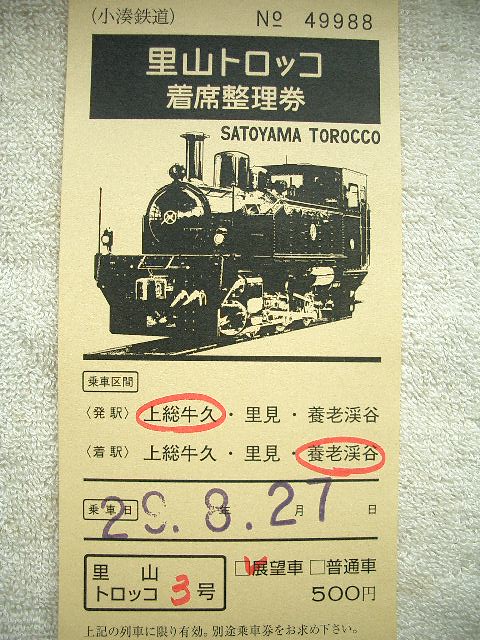 (小湊鉄道) № 49988
里山トロッコ
着席整理券
SATOYAMA TOROCCO
乗車区間
〈発駅〉 上総牛久・里見・養老渓谷
〈着駅〉 上総牛久・里見・養老渓谷
乗車日 29.8.27 年 月 日
里山 □展望車 □普通車
トロッコ 3号 500円
上記の列車に限り有効。別途乗車券をお求め下さい。